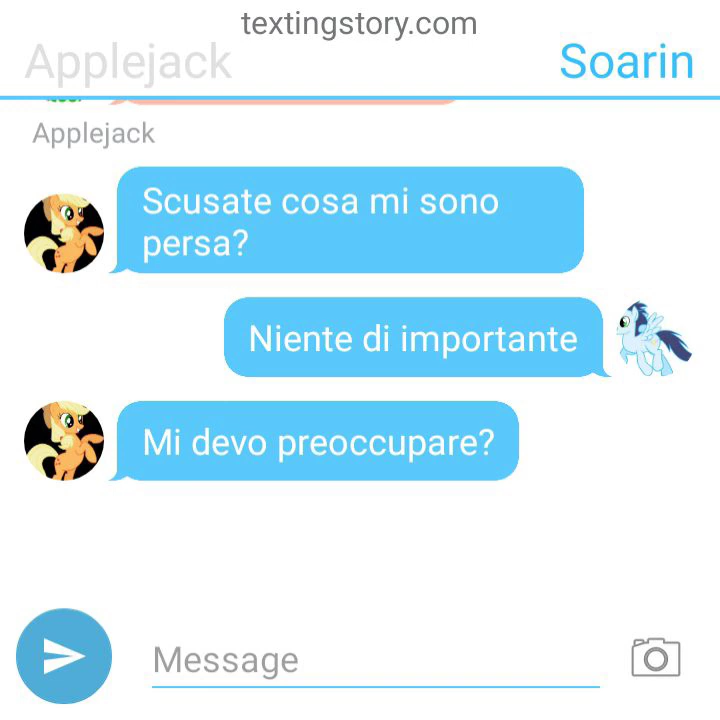 textingstory.com
Applejack
Soarin
Applejack
Scusate cosa mi sono
persa?
Niente di importante
Mi devo preoccupare?
Message